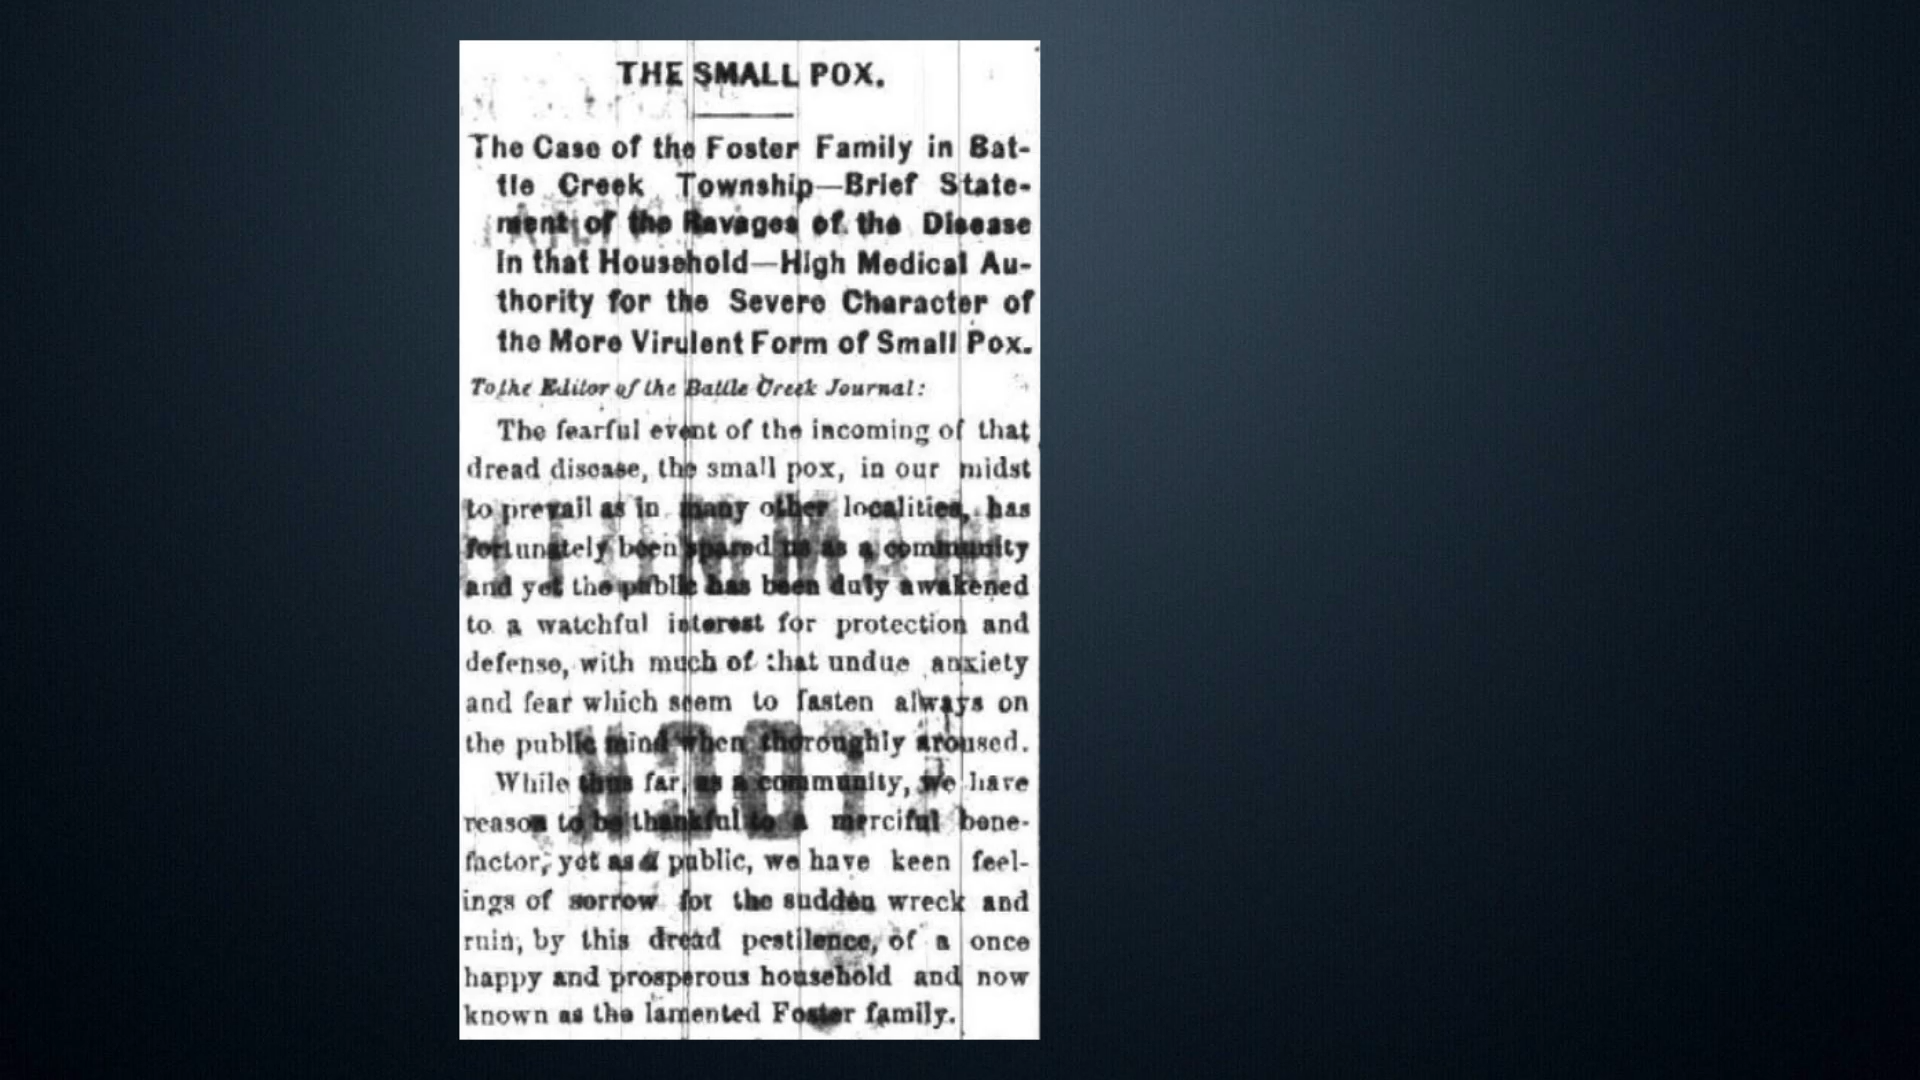 THE SMALL POX.
The Case of the Foster Family in Bat-
tle Creek Township—Brief State-
ment of the Ravages of the Disease
in that Household—High Medical Au-
thority for the Severe Character of
the More Virulent Form of Small Pox.
To the Editor of the Battle Creek Journal:
The fearful event of the incoming of that
dread disease, the small pox, in our midst
to prevail as in many other localities, has
fortunately been spared us as a community
and yet the public has been duly awakened
to a watchful interest for protection and
defense, with much of that undue anxiety
and fear which seem to fasten always on
the public mind when thoroughly aroused.
While thus far, as a community, we have
reason to be thankful to a merciful bene-
factor, yet as a public, we have keen feel-
ings of sorrow for the sudden wreck and
ruin, by this dread pestilence, of a once
happy and prosperous household and now
known as the lamented Foster family.